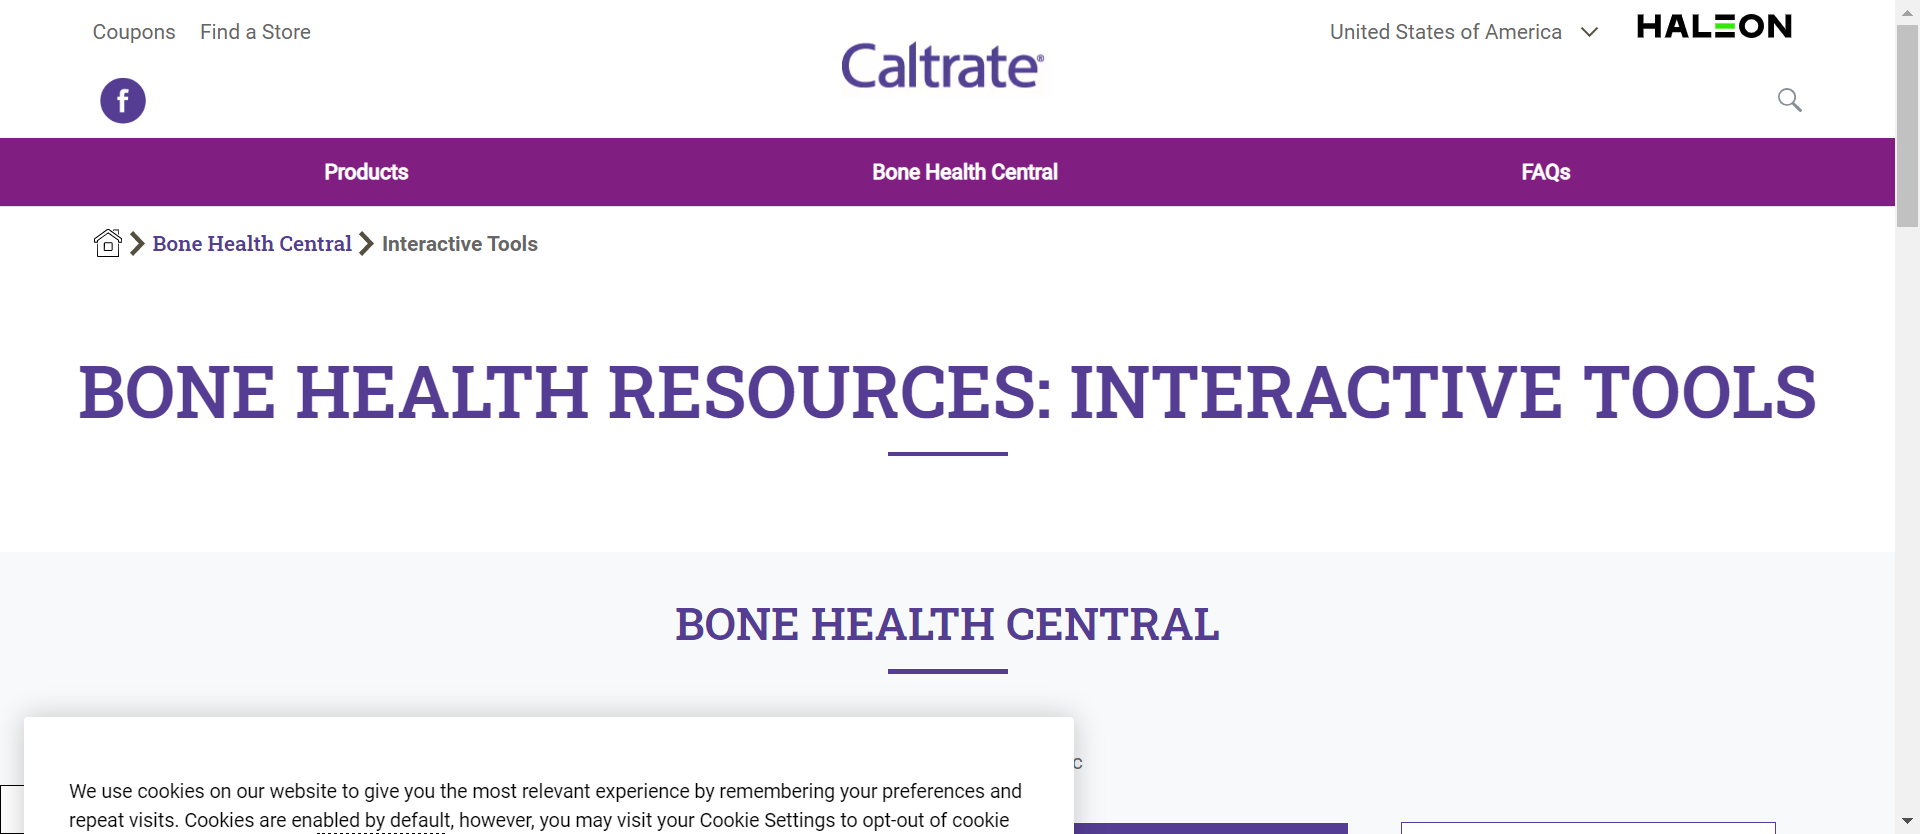 Coupons Find a Store
United States of America
HALEON
Caltrate®
f
Products Bone Health Central FAQs
Bone Health Central Interactive Tools
BONE HEALTH RESOURCES: INTERACTIVE TOOLS
BONE HEALTH CENTRAL
c
We use cookies on our website to give you the most relevant experience by remembering your preferences and
repeat visits. Cookies are enabled by default, however, you may visit your Cookie Settings to opt-out of cookie